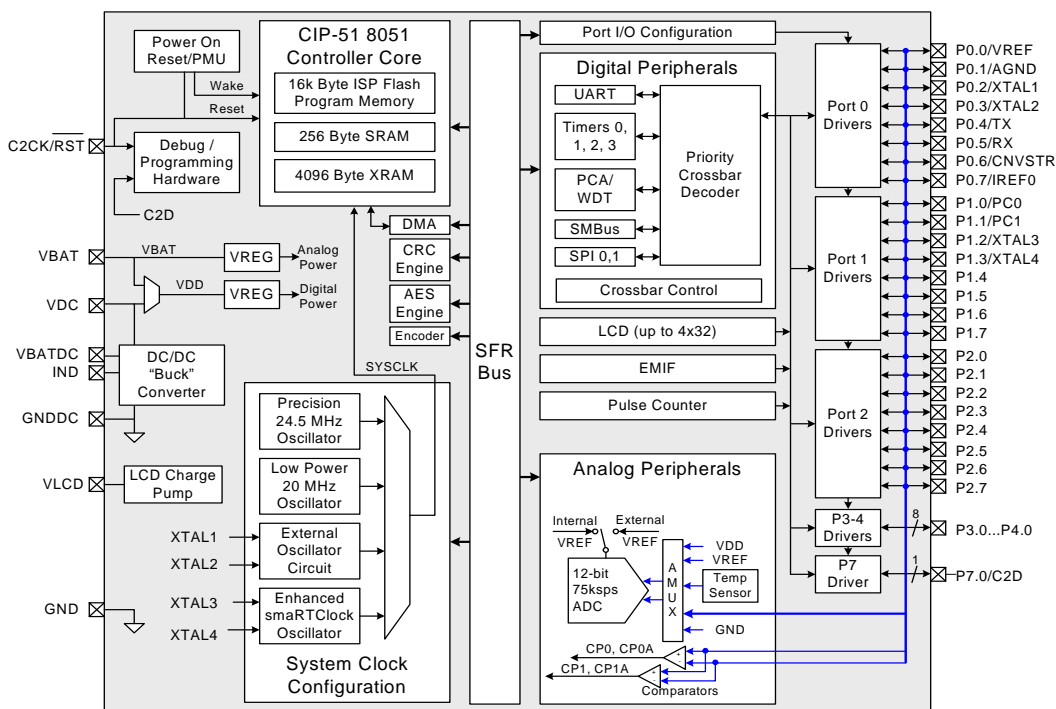 Power On
Reset/PMU
Wake
Reset
C2CK/RST
Debug /
Programming
Hardware
C2D
VBAT
VBAT
VREG
Analog
Power
VDC
VDD
VREG
Digital
Power
VBATDC
IND
DC/DC
“Buck”
Converter
GNDDC
VLCD
LCD Charge
Pump
XTAL1
XTAL2
XTAL3
XTAL4
GND
CIP-51 8051
Controller Core
16k Byte ISP Flash
Program Memory
256 Byte SRAM
4096 Byte XRAM
DMA
CRC
Engine
AES
Engine
Encoder
SYSCLK
Precision
24.5 MHz
Oscillator
Low Power
20 MHz
Oscillator
External
Oscillator
Circuit
Enhanced
smaRTClock
Oscillator
System Clock
Configuration
SFR
Bus
Port I/O Configuration
Digital Peripherals
UART
Timers 0,
1, 2, 3
PCA/
WDT
SMBus
SPI 0,1
Priority
Crossbar
Decoder
Crossbar Control
LCD (up to 4x32)
EMIF
Pulse Counter
Analog Peripherals
Internal
VREF
External
VREF
12-bit
75ksps
ADC
A
M
U
X
VDD
VREF
Temp
Sensor
GND
CP0, CP0A
+
-
CP1, CP1A
+
-
Comparators
Port 0
Drivers
Port 1
Drivers
Port 2
Drivers
P3-4
Drivers
P7
Driver
P0.0/VREF
P0.1/AGND
P0.2/XTAL1
P0.3/XTAL2
P0.4/TX
P0.5/RX
P0.6/CNVSTR
P0.7/IREF0
P1.0/PC0
P1.1/PC1
P1.2/XTAL3
P1.3/XTAL4
P1.4
P1.5
P1.6
P1.7
P2.0
P2.1
P2.2
P2.3
P2.4
P2.5
P2.6
P2.7
8
P3.0...P4.0
1
P7.0/C2D